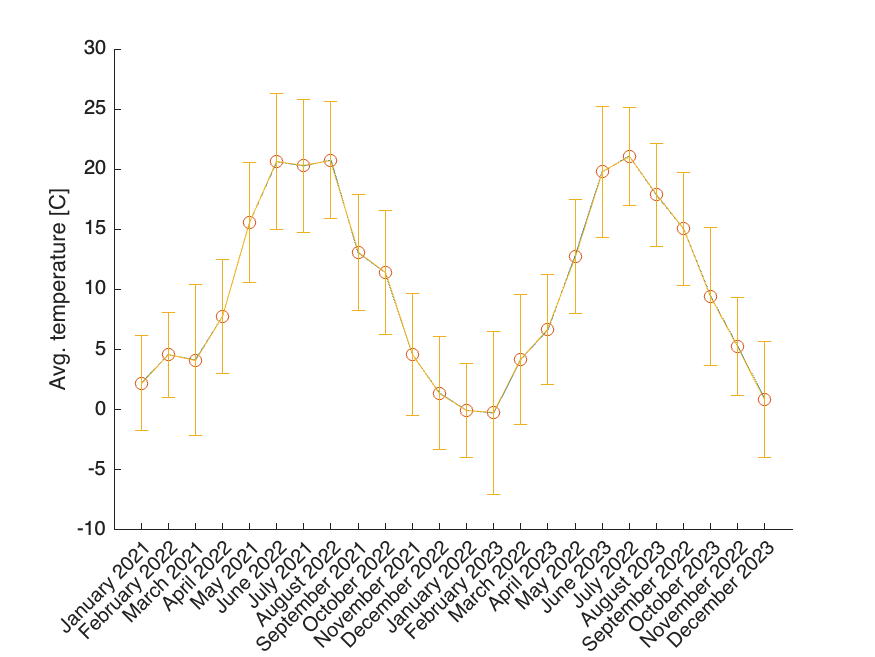 30
25
20
15
10
5
0
-5
-10
Avg. temperature [C]
January 2021
February 2022
March 2021
April 2022
May 2021
June 2022
July 2021
August 2022
September 2021
October 2022
November 2021
December 2022
January 2022
February 2023
March 2022
April 2023
May 2022
June 2023
July 2022
August 2023
September 2022
October 2023
November 2022
December 2023